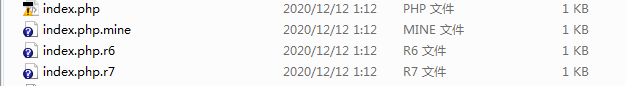 index.php 2020/12/12 1:12 PHP 文件 1 KB
index.php.mine 2020/12/12 1:12 MINE 文件 1 KB
index.php.r6 2020/12/12 1:12 R6 文件 1 KB
index.php.r7 2020/12/12 1:12 R7 文件 1 KB